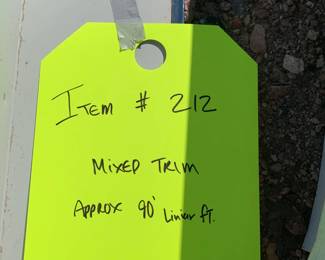 Item # 212
Mixed Trim
Approx 90' Linear ft.